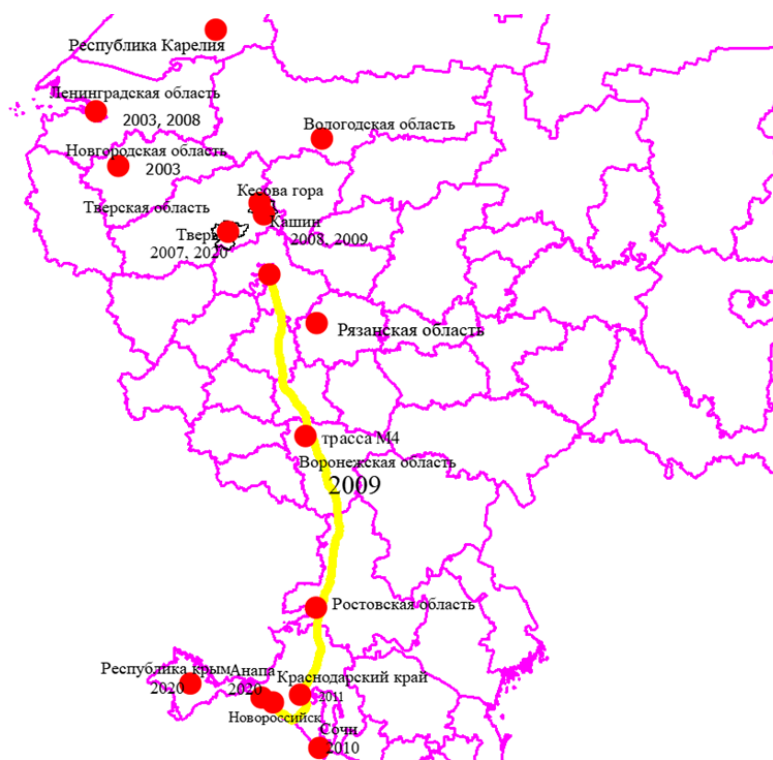 Республика Карелия
Ленинградская область
2003, 2008
Вологодская область
Новгородская область
2003
Кесова гора
Тверская область
Кашин
Тверь
2008, 2009
2007, 2020
Рязанская область
трасса М4
Воронежская область
2009
Ростовская область
Республика крым
2020
Анапа
2020
Краснодарский край
2011
Новороссийск
Сочи
2010